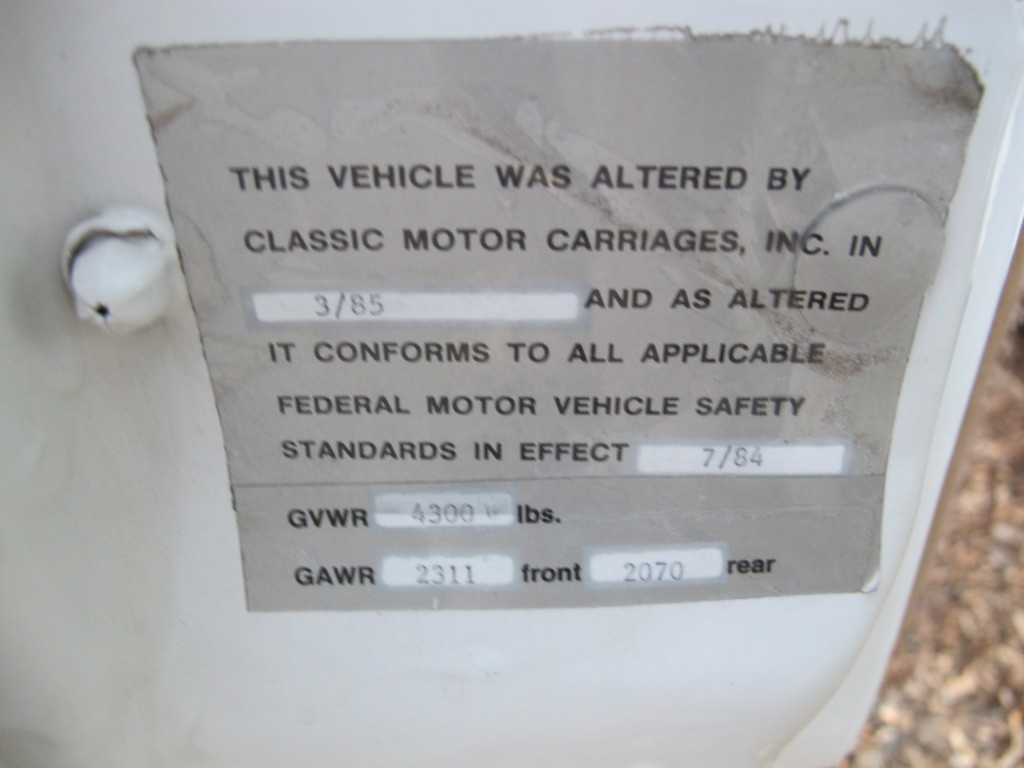 THIS VEHICLE WAS ALTERED BY
CLASSIC MOTOR CARRIAGES, INC. IN
3/85 AND AS ALTERED
IT CONFORMS TO ALL APPLICABLE
FEDERAL MOTOR VEHICLE SAFETY
STANDARDS IN EFFECT 7/84
GVWR 4300 lbs.
GAWR 2311 front 2070 rear